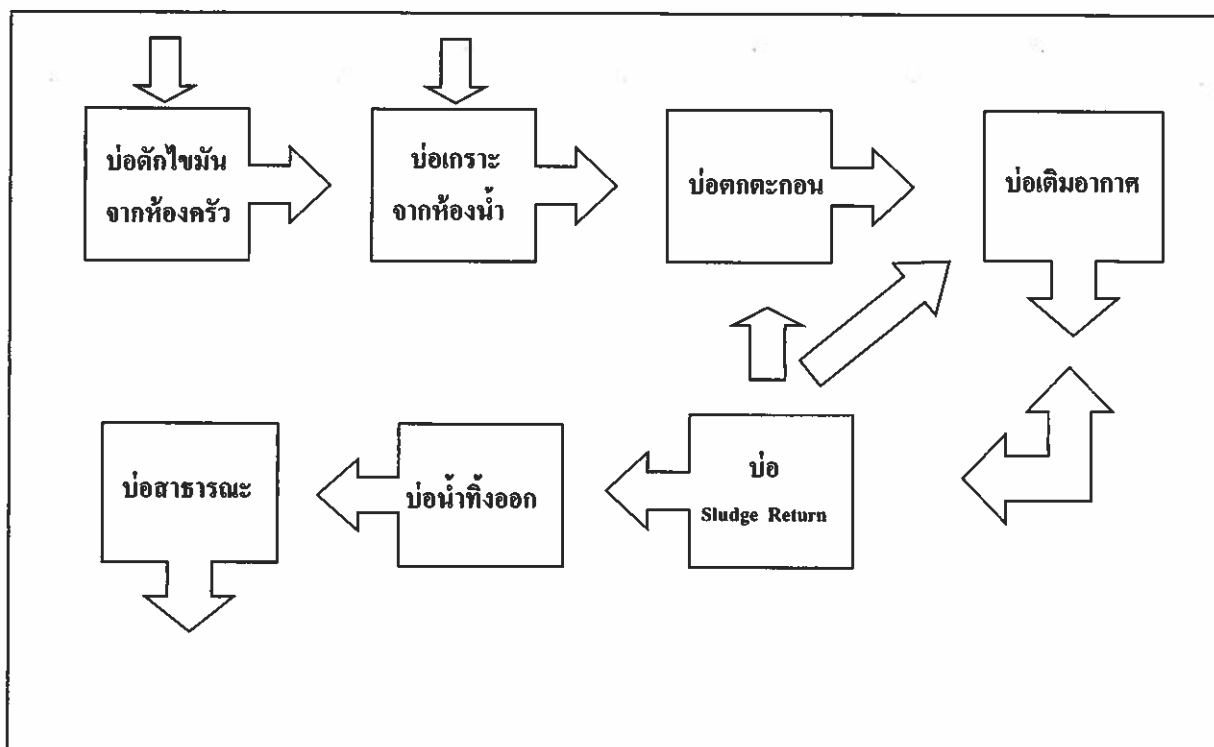 บ่อดักไขมัน
จากห้องครัว
บ่อเกราะ
จากห้องน้ำ
บ่อตกตะกอน
บ่อเติมอากาศ
บ่อสาธารณะ
บ่อน้ำทิ้งออก
บ่อ
Sludge Return